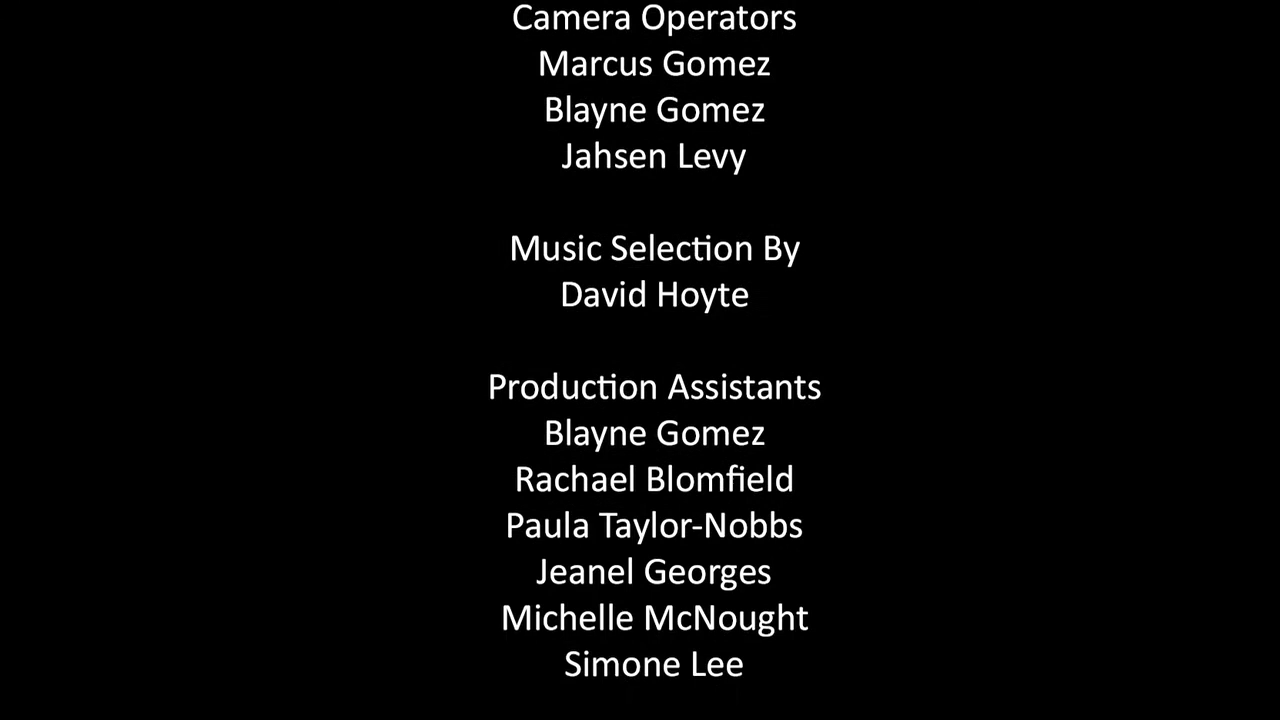 Camera Operators
Marcus Gomez
Blayne Gomez
Jahsen Levy
Music Selection By
David Hoyte
Production Assistants
Blayne Gomez
Rachael Blomfield
Paula Taylor-Nobbs
Jeanel Georges
Michelle McNought
Simone Lee